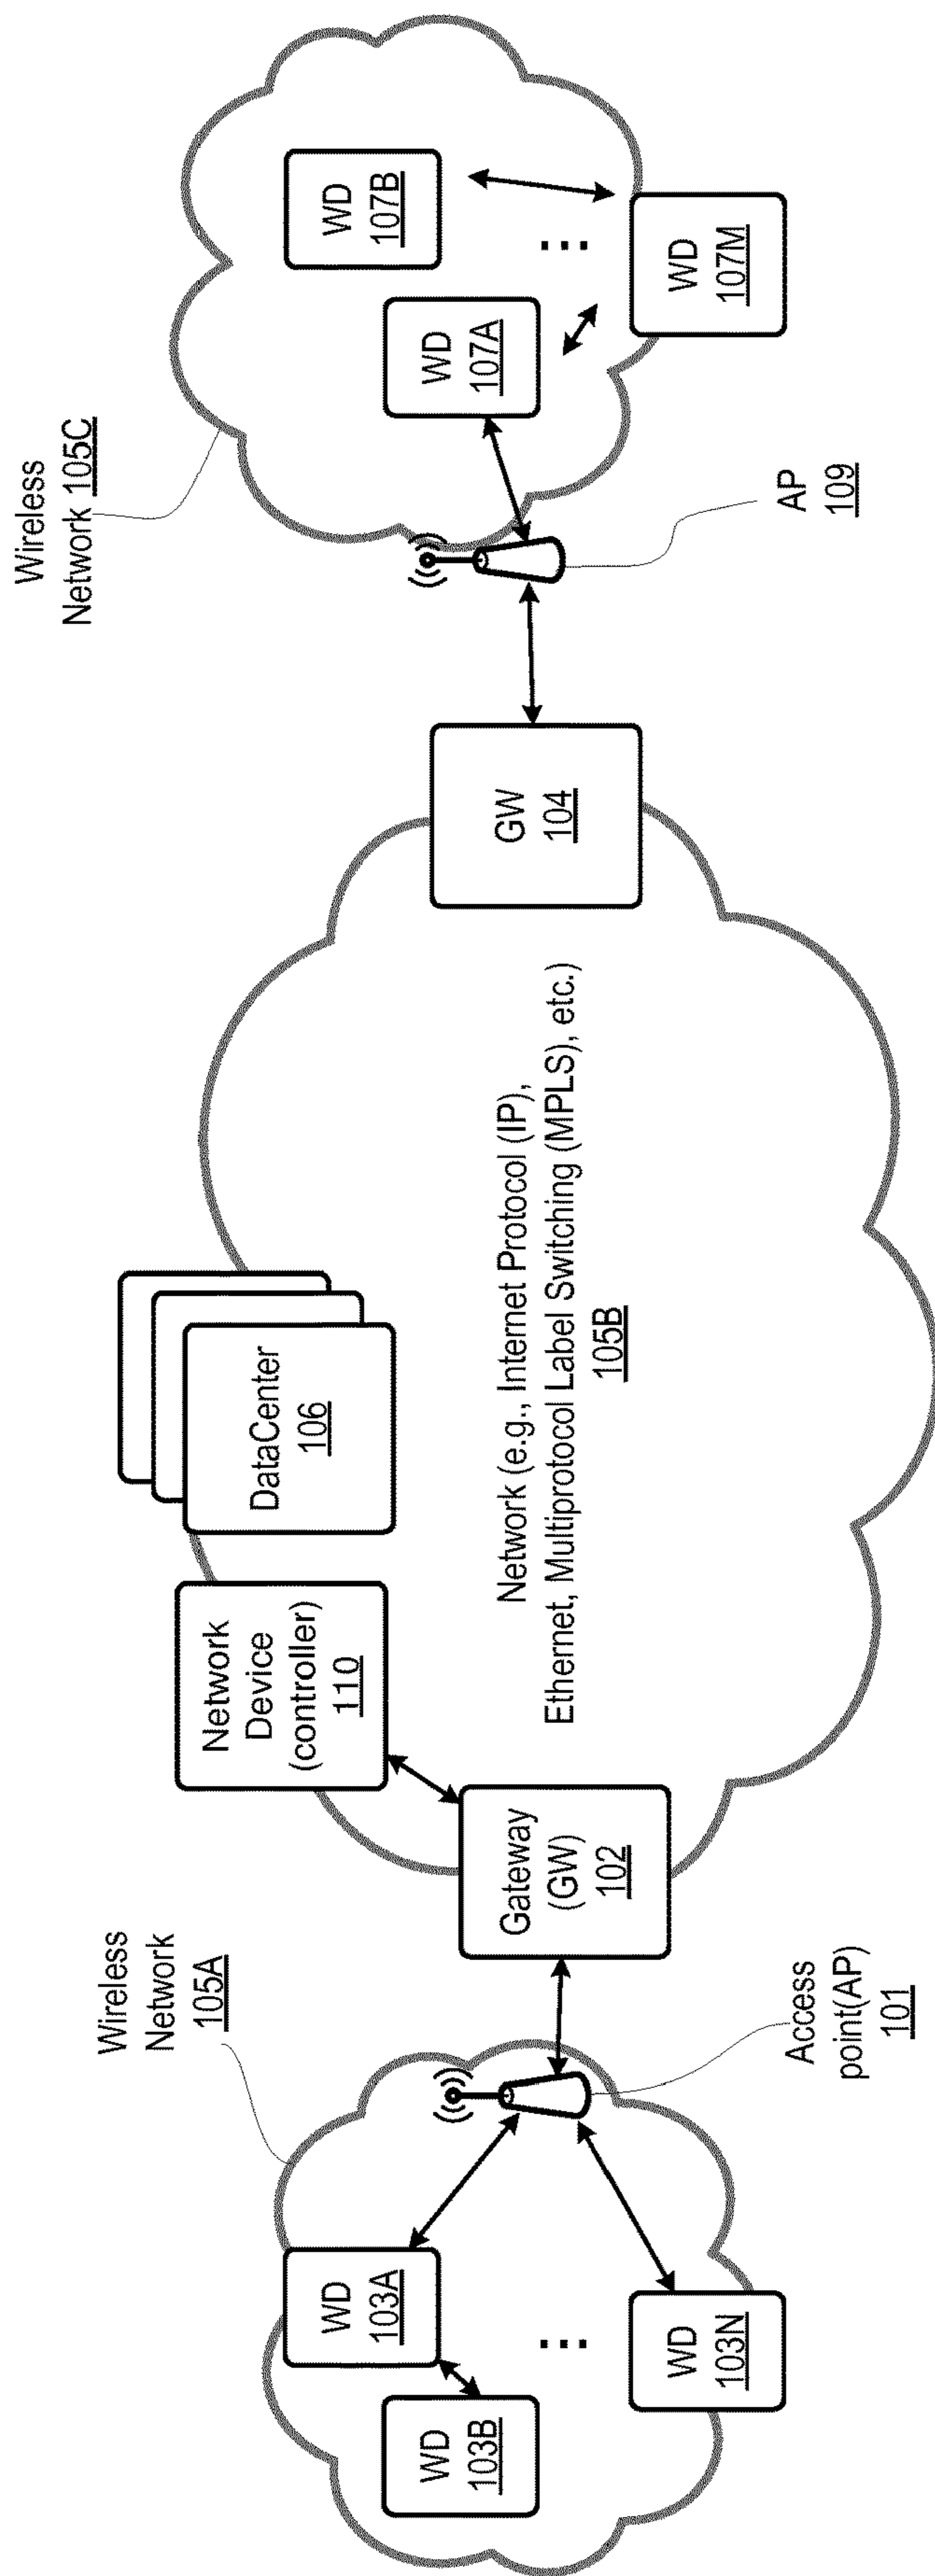 Wireless
Network
105A
WD
103A
WD
103B
WD
103N
Access
point(AP)
101
Gateway
(GW)
102
Network
Device
(controller)
110
DataCenter
106
Network (e.g., Internet Protocol (IP),
Ethernet, Multiprotocol Label Switching (MPLS), etc.)
105B
GW
104
Wireless
Network 105C
AP
109
WD
107A
WD
107B
WD
107M